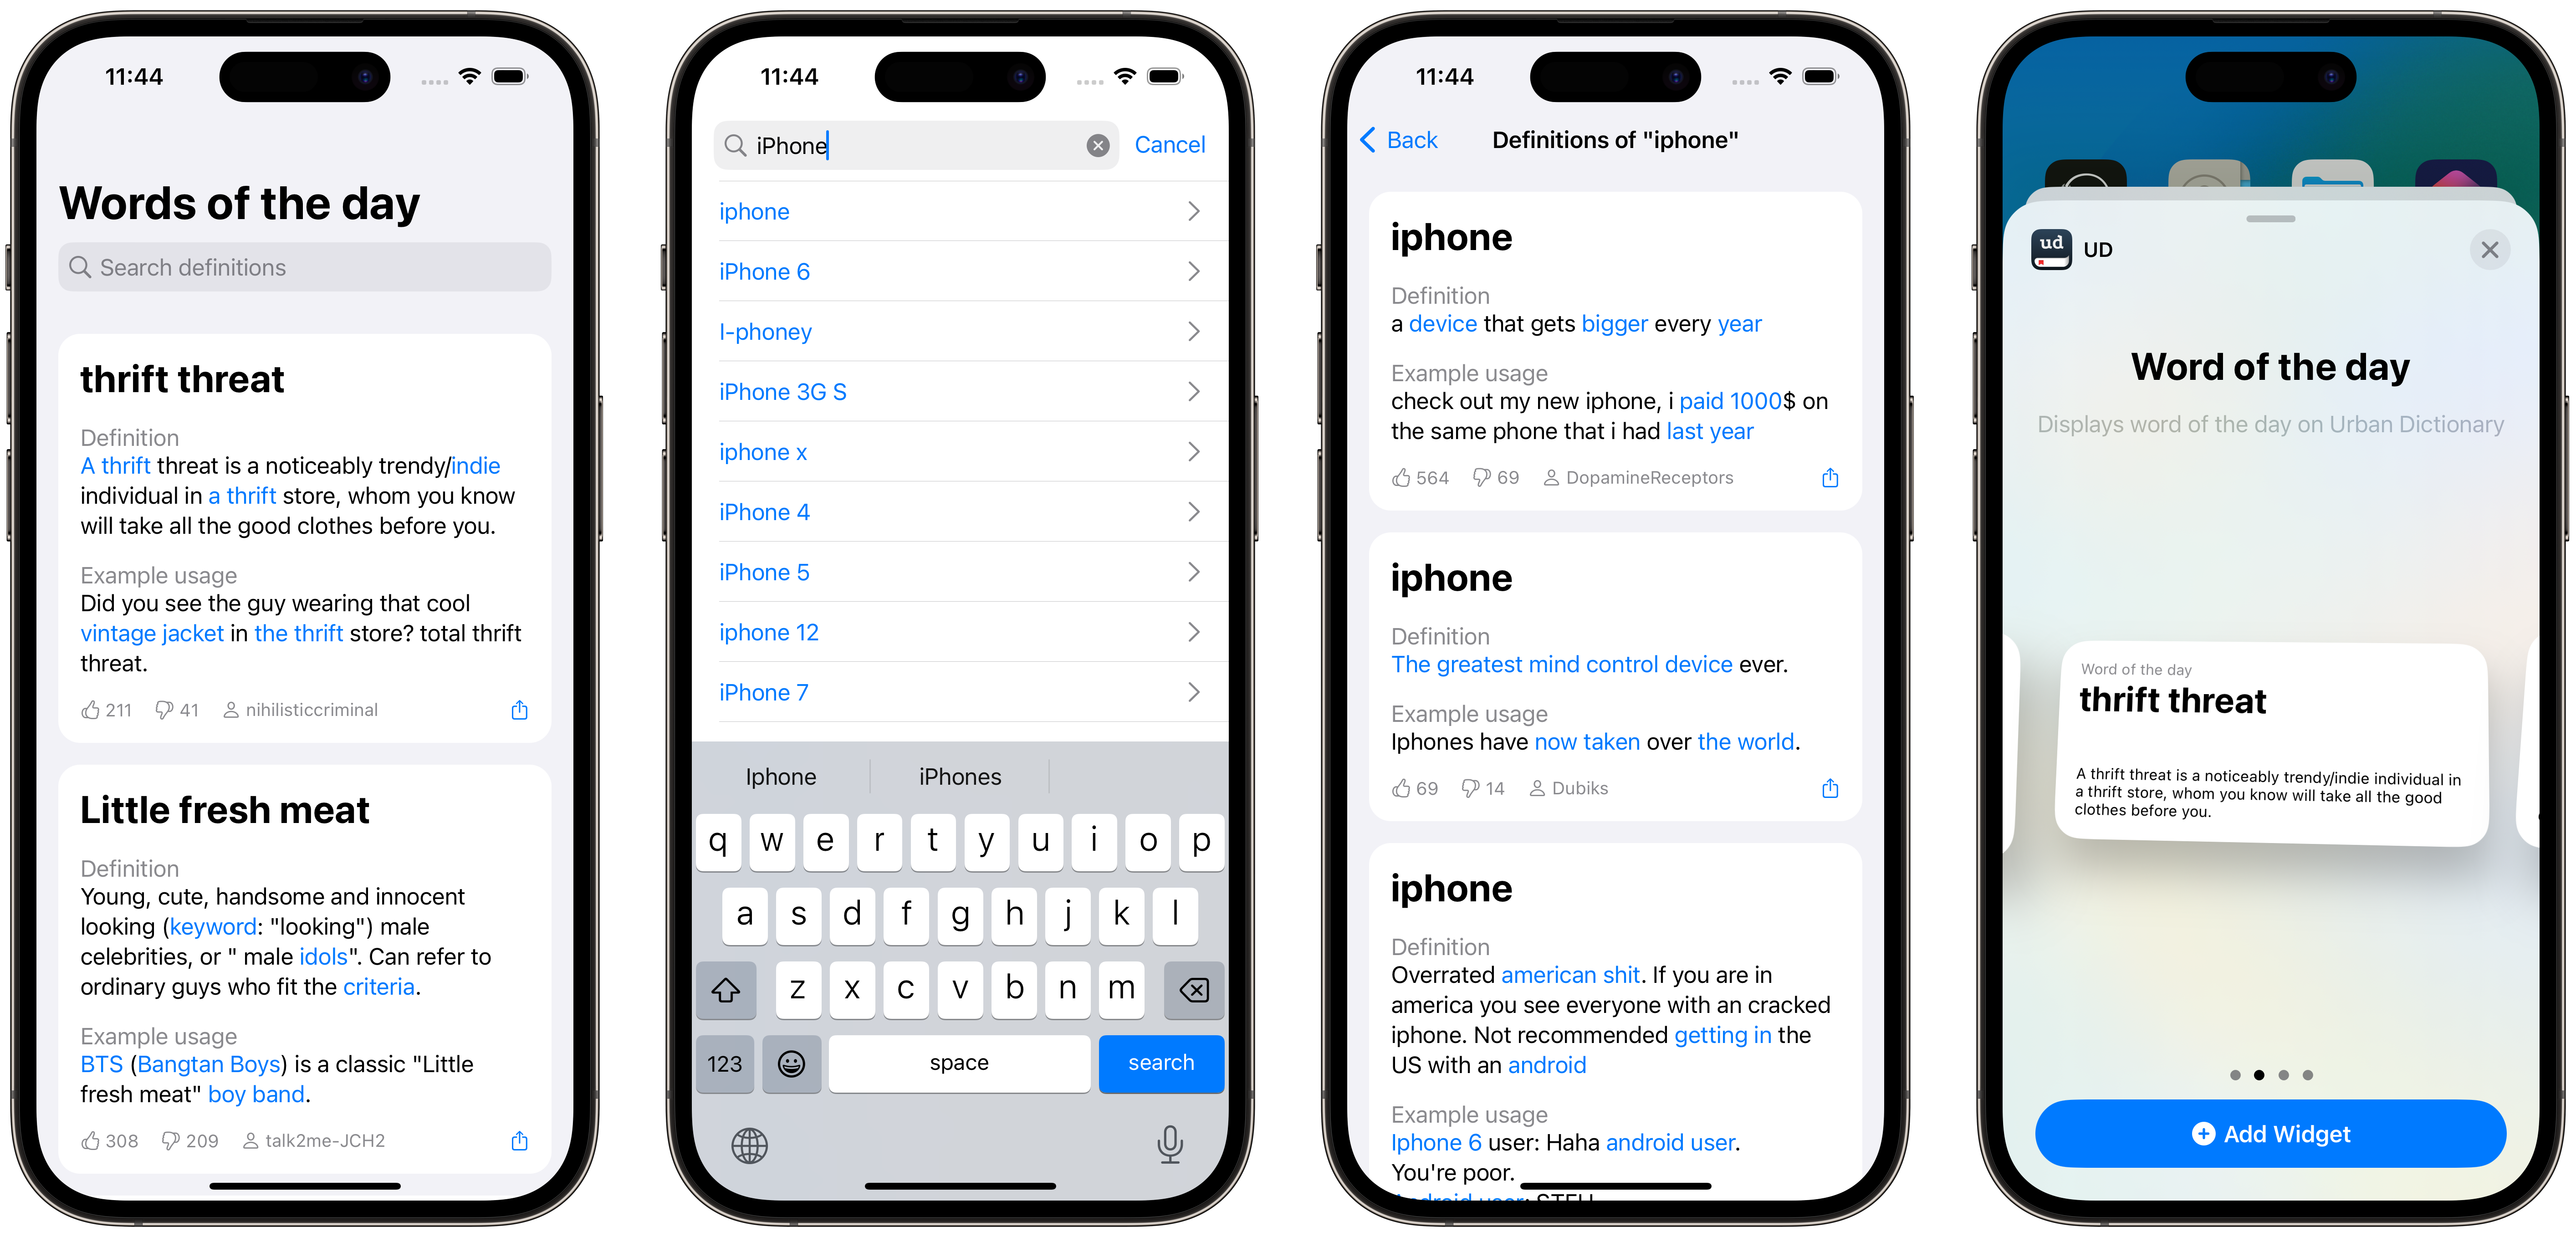 11:44
Words of the day
Search definitions
thrift threat
Definition
A thrift threat is a noticeably trendy/indie
individual in a thrift store, whom you know
will take all the good clothes before you.
Example usage
Did you see the guy wearing that cool
vintage jacket in the thrift store? total thrift
threat.
211 41 nihilisticcriminal
Little fresh meat
Definition
Young, cute, handsome and innocent
looking (keyword: "looking") male
celebrities, or " male idols". Can refer to
ordinary guys who fit the criteria.
Example usage
BTS (Bangtan Boys) is a classic "Little
fresh meat" boy band.
308 209 talk2me-JCH2
11:44
iPhone Cancel
iphone
iPhone 6
I-phoney
iPhone 3G S
iphone x
iPhone 4
iPhone 5
iphone 12
iPhone 7
Iphone iPhones
q w e r t y u i o p
a s d f g h j k l
z x c v b n m
123 space search
11:44
Back Definitions of "iphone"
iphone
Definition
a device that gets bigger every year
Example usage
check out my new iphone, i paid 1000$ on
the same phone that i had last year
564 69 DopamineReceptors
iphone
Definition
The greatest mind control device ever.
Example usage
Iphones have now taken over the world.
69 14 Dubiks
iphone
Definition
Overrated american shit. If you are in
america you see everyone with an cracked
iphone. Not recommended getting in the
US with an android
Example usage
Iphone 6 user: Haha android user.
You're poor.
Android user: STFU
ud UD
Word of the day
Displays word of the day on Urban Dictionary
Word of the day
thrift threat
A thrift threat is a noticeably trendy/indie individual in
a thrift store, whom you know will take all the good
clothes before you.
Add Widget